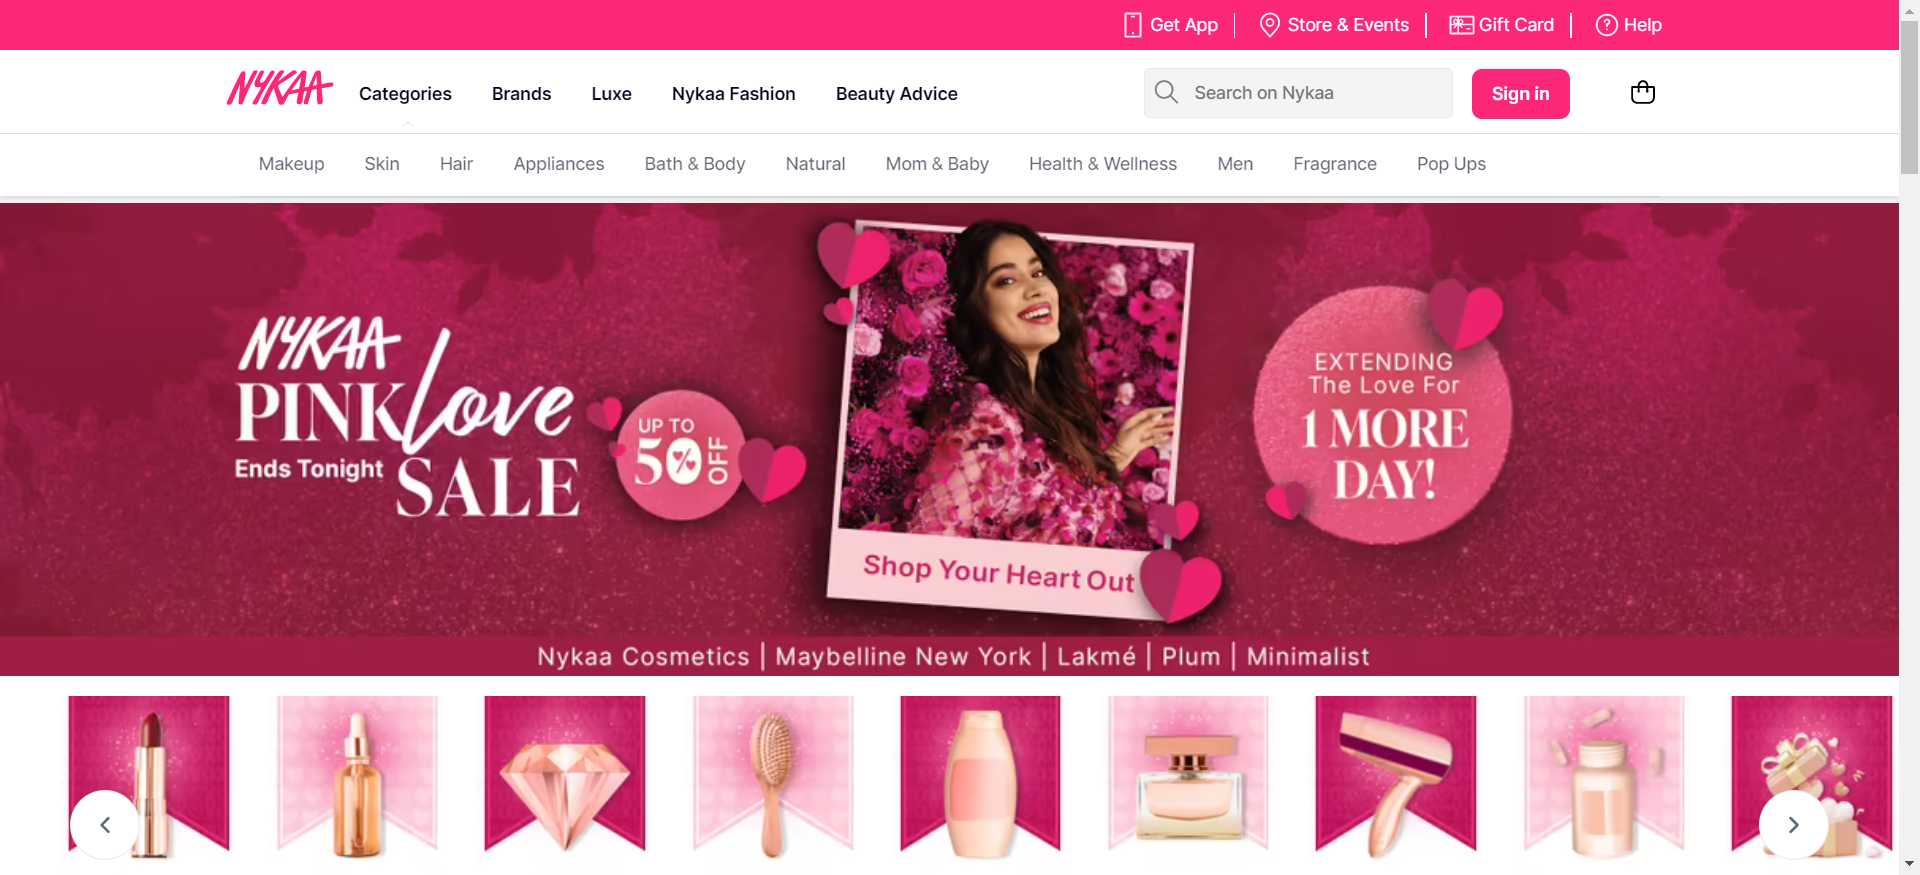 Get App
Store & Events
Gift Card
Help
NYKAA
Categories
Brands
Luxe
Nykaa Fashion
Beauty Advice
Search on Nykaa
Sign in
Makeup
Skin
Hair
Appliances
Bath & Body
Natural
Mom & Baby
Health & Wellness
Men
Fragrance
Pop Ups
NYKAA
PINK love
Ends Tonight
SALE
UP TO
50% OFF
Shop Your Heart Out
EXTENDING
The Love For
1 MORE
DAY!
Nykaa Cosmetics | Maybelline New York | Lakmé | Plum | Minimalist